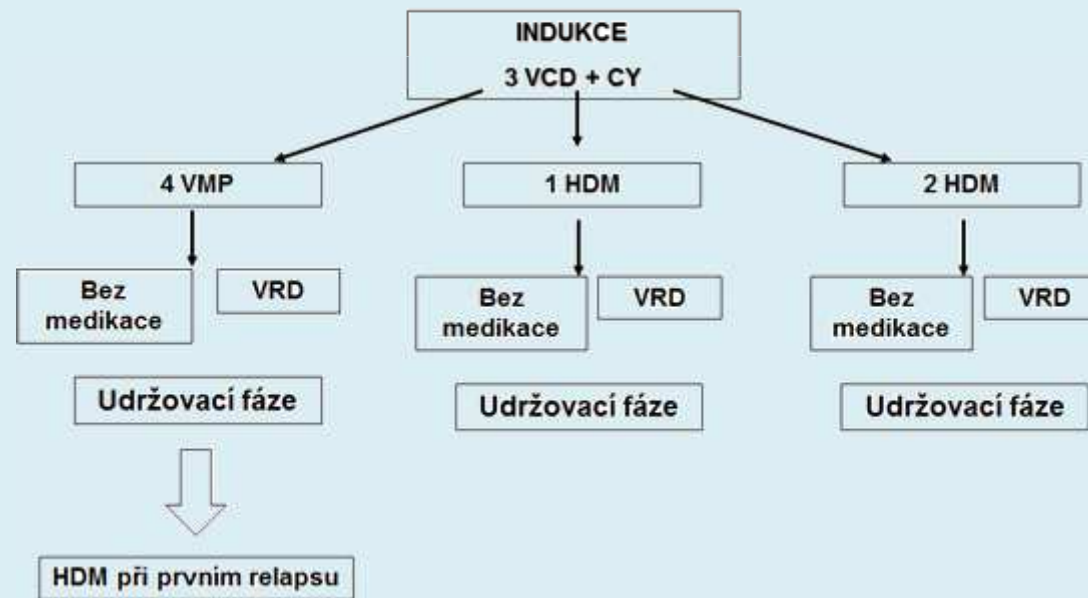 INDUKCE
3 VCD + CY
4 VMP
1 HDM
2 HDM
Bez
medikace
VRD
Bez
medikace
VRD
Bez
medikace
VRD
Udržovací fáze
Udržovací fáze
Udržovací fáze
HDM při prvním relapsu